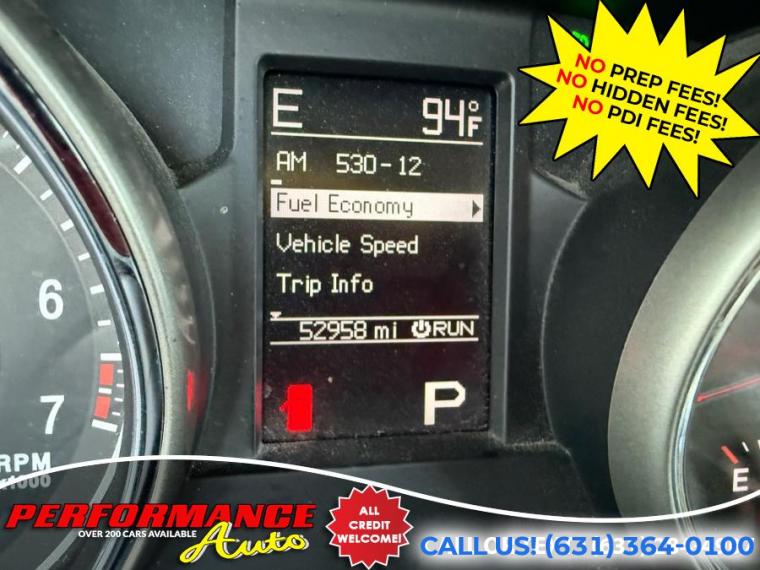 NO PREP FEES!
NO HIDDEN FEES!
NO PDI FEES!
E 94°F
AM 530-12
Fuel Economy
Vehicle Speed
Trip Info
52958 mi RUN
6
7
P
RPM
x1000
E
PERFORMANCE
OVER 200 CARS AVAILABLE
Auto
ALL
CREDIT
WELCOME!
CALL US! (631) 364-0100